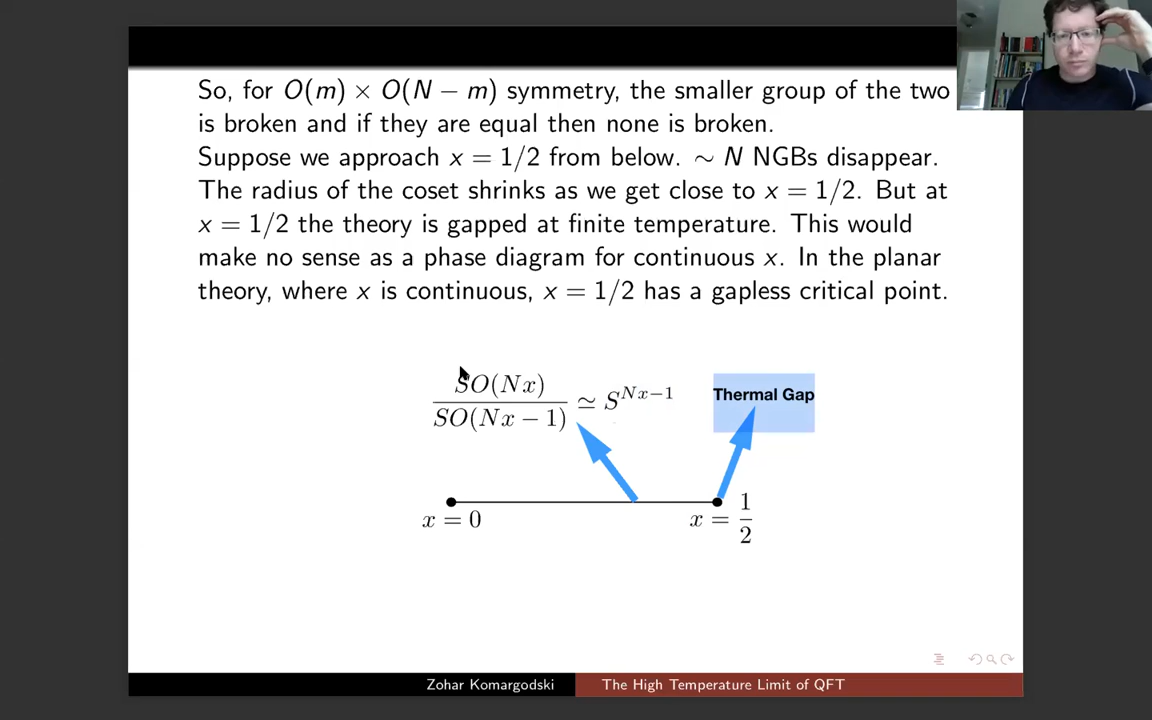 So, for O(m) × O(N − m) symmetry, the smaller group of the two
is broken and if they are equal then none is broken.
Suppose we approach x = 1/2 from below. ∼ N NGBs disappear.
The radius of the coset shrinks as we get close to x = 1/2. But at
x = 1/2 the theory is gapped at finite temperature. This would
make no sense as a phase diagram for continuous x. In the planar
theory, where x is continuous, x = 1/2 has a gapless critical point.
SO(Nx)
SO(Nx − 1)
≃ S^{Nx−1}
Thermal Gap
x = 0
x = 1/2
Zohar Komargodski
The High Temperature Limit of QFT